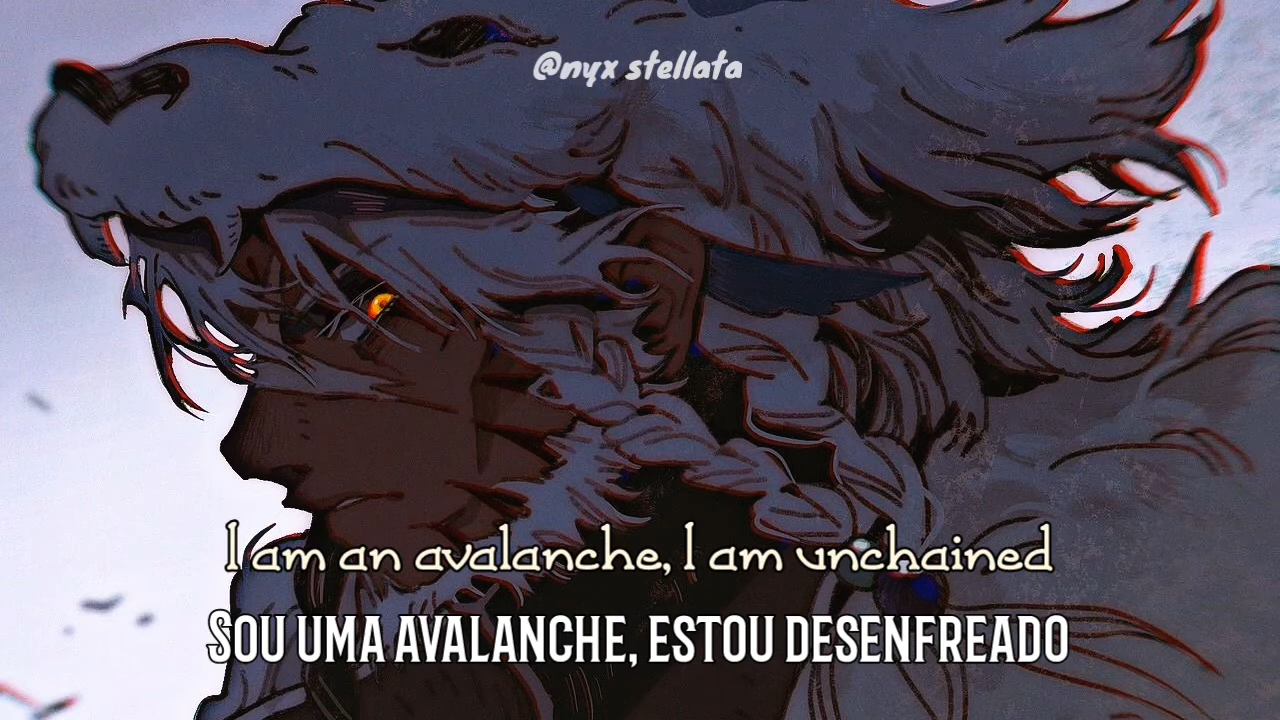 @nyx stellata
I am an avalanche, I am unchained
SOU UMA AVALANCHE, ESTOU DESENFREADO